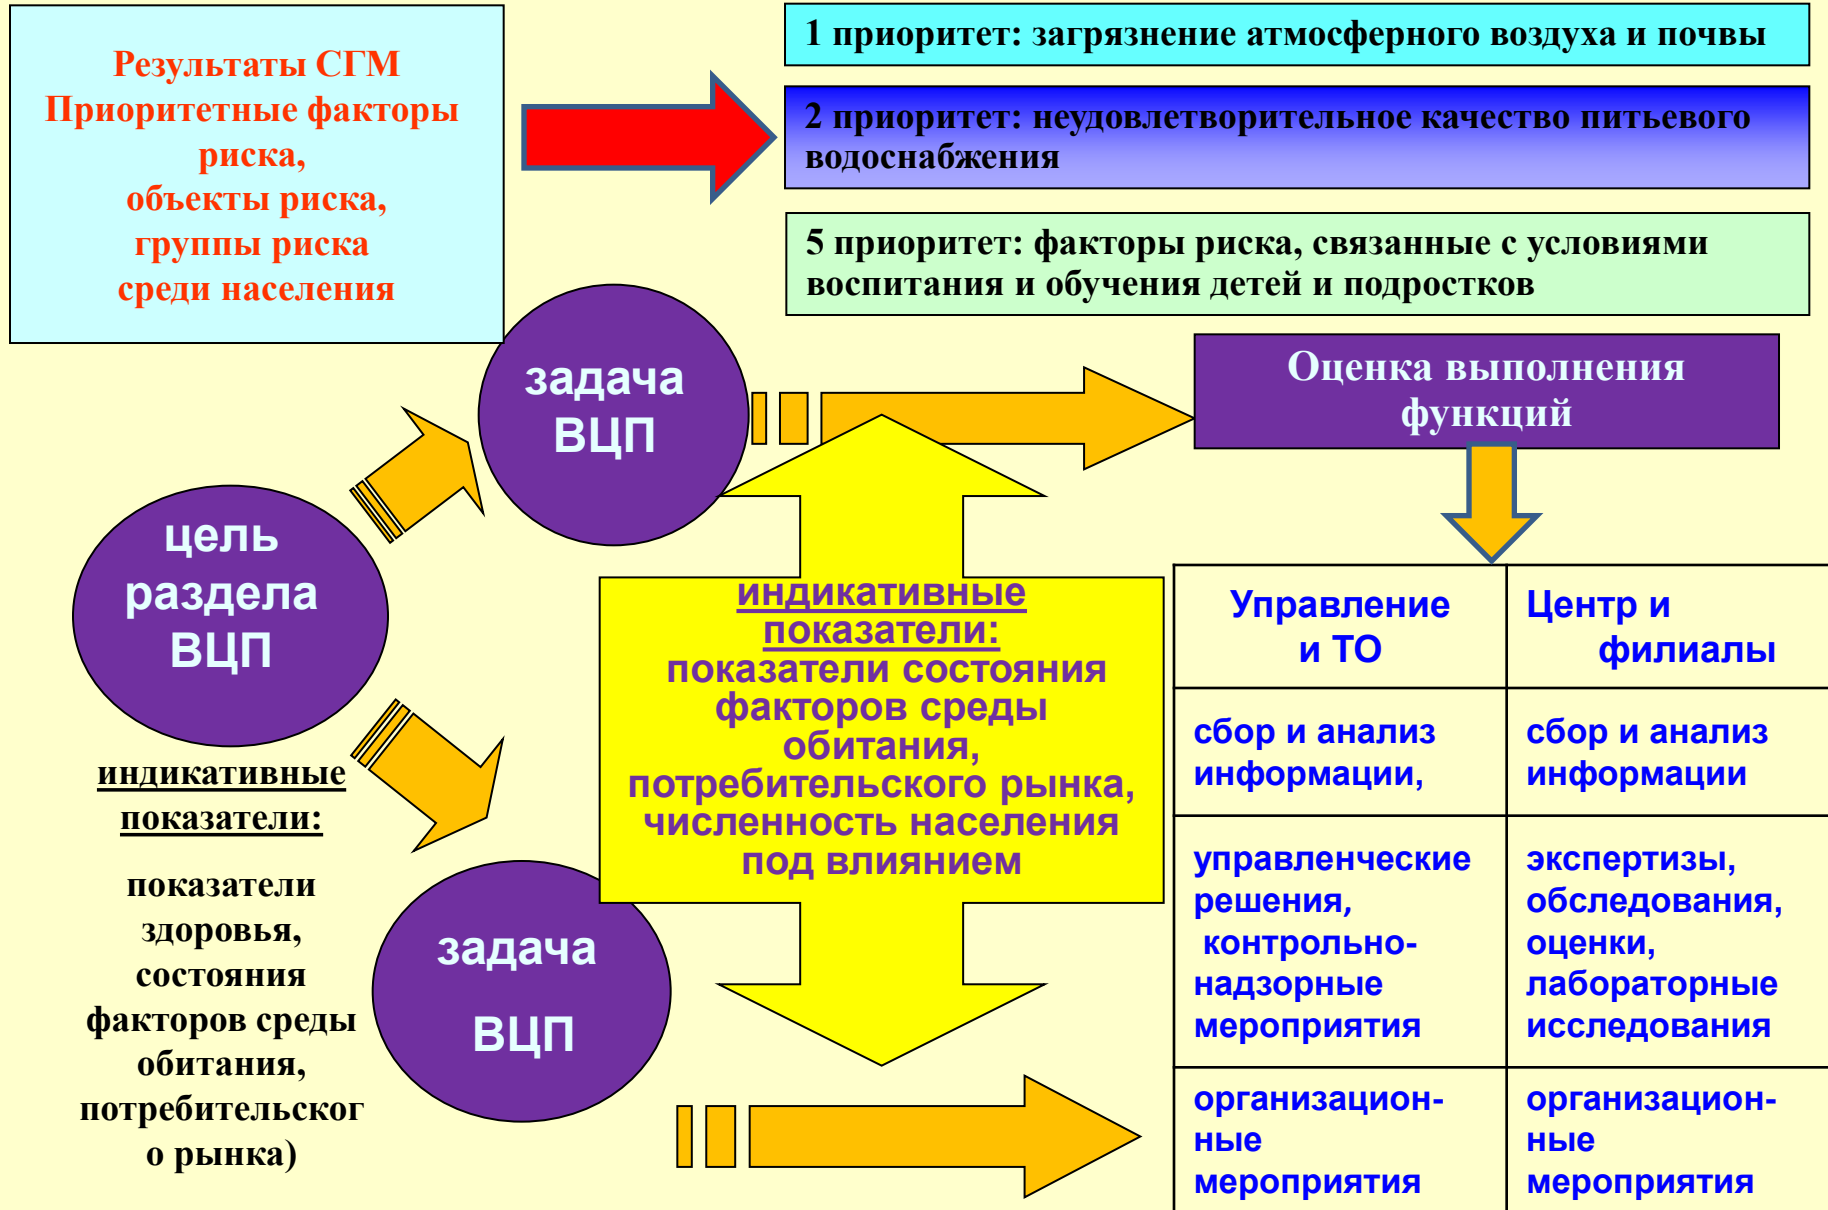 Результаты СГМ
Приоритетные факторы
риска,
объекты риска,
группы риска
среди населения
1 приоритет: загрязнение атмосферного воздуха и почвы
2 приоритет: неудовлетворительное качество питьевого
водоснабжения
5 приоритет: факторы риска, связанные с условиями
воспитания и обучения детей и подростков
задача
ВЦП
Оценка выполнения
функций
цель
раздела
ВЦП
индикативные
показатели:
показатели
здоровья,
состояния
факторов среды
обитания,
потребительског
о рынка)
индикативные
показатели:
показатели состояния
факторов среды
обитания,
потребительского рынка,
численность населения
под влиянием
задача
ВЦП
Управление
и ТО
Центр и
филиалы
сбор и анализ
информации,
сбор и анализ
информации
управленческие
решения,
контрольно-
надзорные
мероприятия
экспертизы,
обследования,
оценки,
лабораторные
исследования
организацион-
ные
мероприятия
организацион-
ные
мероприятия